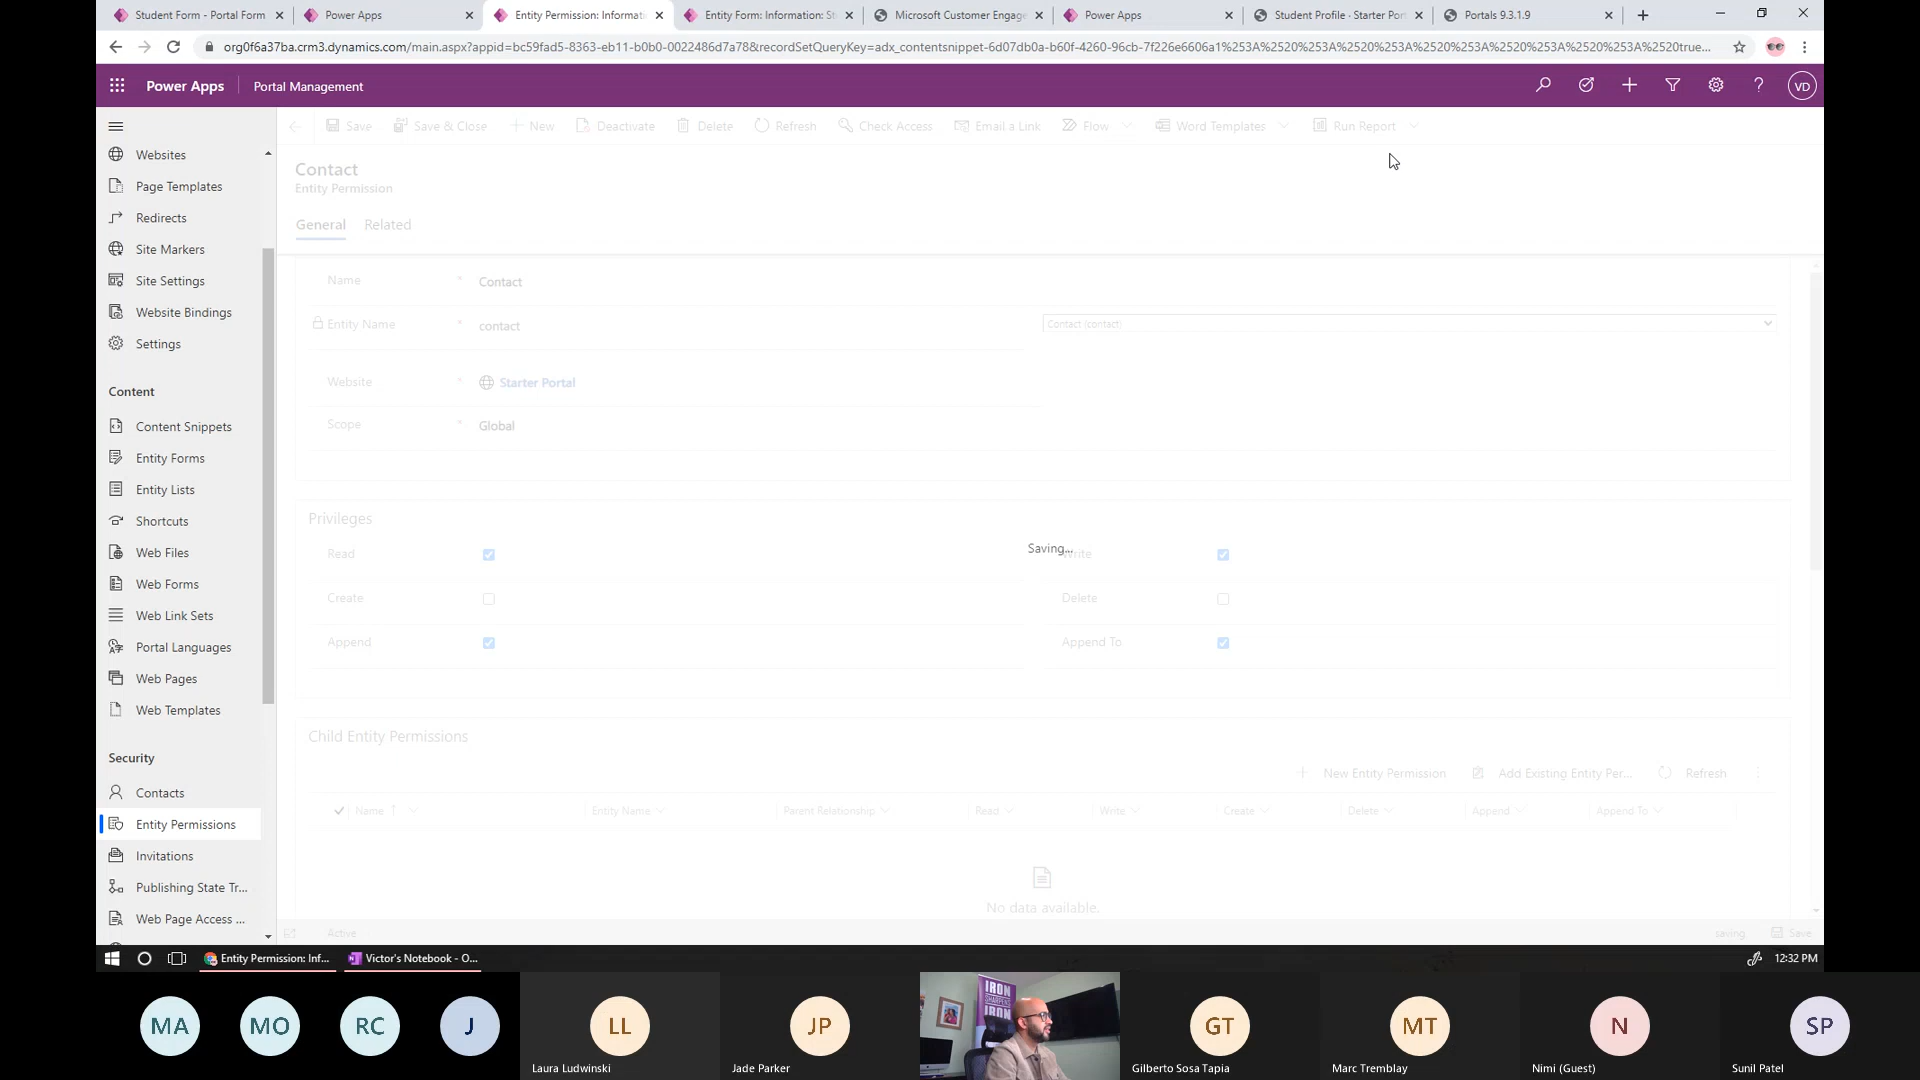 Student Form - Portal Form
Power Apps
Entity Permission: Informati
Entity Form: Information: St
Microsoft Customer Engage
Power Apps
Student Profile · Starter Port
Portals 9.3.1.9
org0f6a37ba.crm3.dynamics.com/main.aspx?appid=bc59fad5-8363-eb11-b0b0-0022486d7a78&recordSetQueryKey=adx_contentsnippet-6d07db0a-b60f-4260-96cb-7f226e6606a1%253A%2520%253A%2520%253A%2520%253A%2520%253A%2520%253A%2520true...
Power Apps
Portal Management
VD
Save
Save & Close
New
Deactivate
Delete
Refresh
Check Access
Email a Link
Flow
Word Templates
Run Report
Websites
Page Templates
Redirects
Site Markers
Site Settings
Website Bindings
Settings
Content
Content Snippets
Entity Forms
Entity Lists
Shortcuts
Web Files
Web Forms
Web Link Sets
Portal Languages
Web Pages
Web Templates
Security
Contacts
Entity Permissions
Invitations
Publishing State Tr...
Web Page Access ...
Contact
Entity Permission
General
Related
Name * Contact
Entity Name * contact
Contact (contact)
Website * Starter Portal
Scope * Global
Privileges
Read
Write
Saving...
Create
Delete
Append
Append To
Child Entity Permissions
New Entity Permission
Add Existing Entity Per...
Refresh
Name
Entity Name
Parent Relationship
Read
Write
Create
Delete
Append
Append To
No data available.
Active
saving
Save
Entity Permission: Inf...
Victor's Notebook - O...
12:32 PM
MA
MO
RC
J
LL
Laura Ludwinski
JP
Jade Parker
IRON
SHARPENS
IRON
GT
Gilberto Sosa Tapia
MT
Marc Tremblay
N
Nimi (Guest)
SP
Sunil Patel